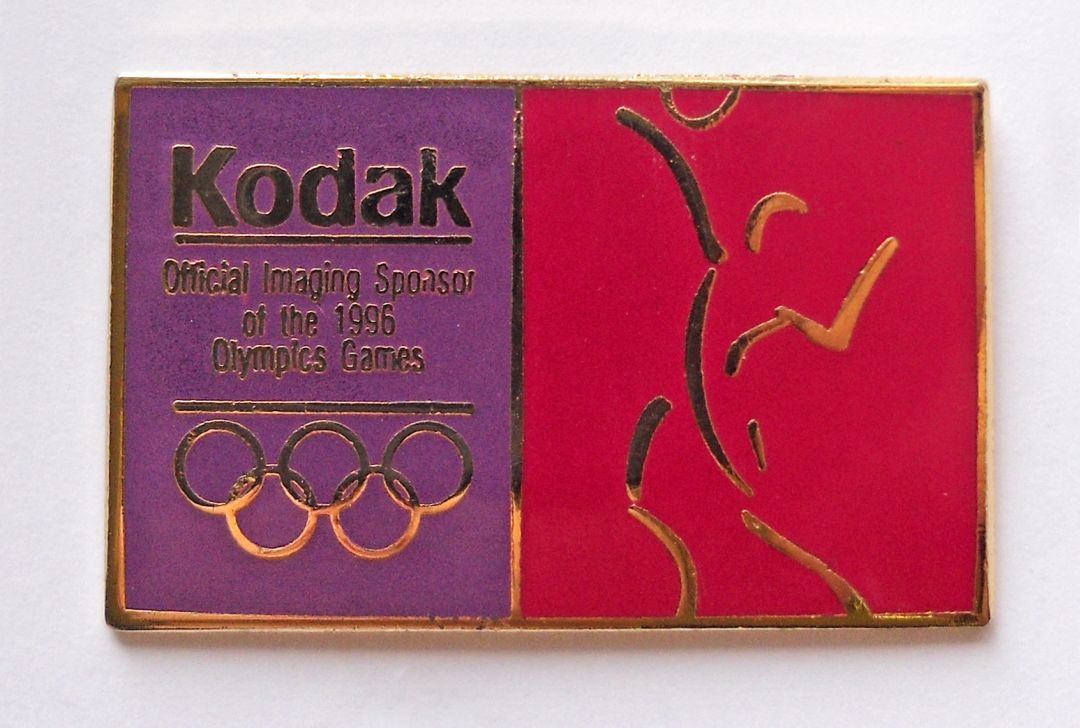 Kodak
Official Imaging Sponsor
of the 1996
Olympics Games